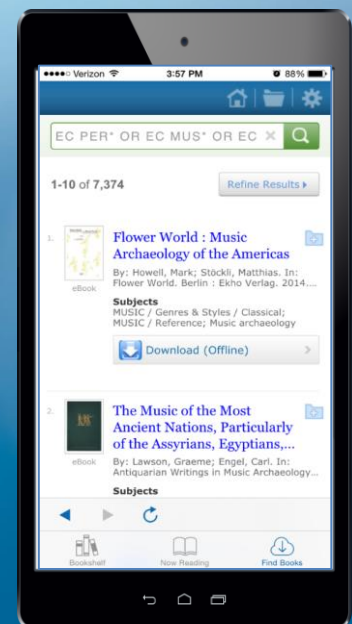 Verizon 3:57 PM 88%
EC PER* OR EC MUS* OR EC
1-10 of 7,374 Refine Results
1.
Flower World : Music
Archaeology of the Americas
By: Howell, Mark; Stöckli, Matthias. In:
Flower World. Berlin : Ekho Verlag. 2014....
eBook
Subjects
MUSIC / Genres & Styles / Classical;
MUSIC / Reference; Music archaeology
Download (Offline)
2.
The Music of the Most
Ancient Nations, Particularly
of the Assyrians, Egyptians,...
By: Lawson, Graeme; Engel, Carl. In:
Antiquarian Writings in Music Archaeology...
eBook
Subjects
Bookshelf Now Reading Find Books